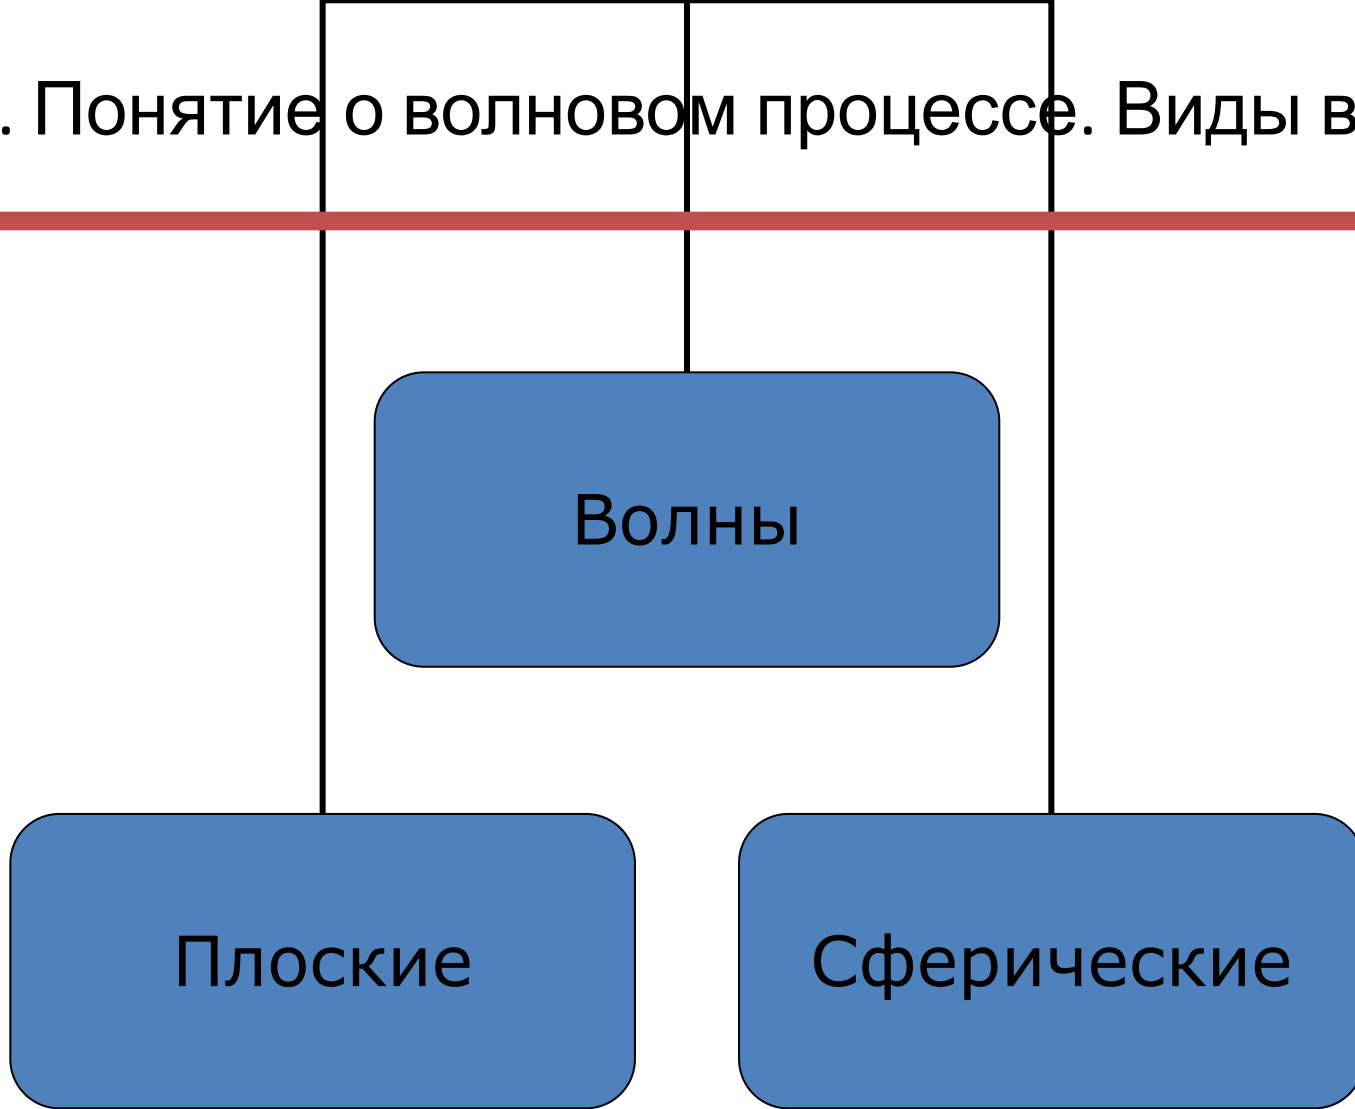 . Понятие о волновом процессе. Виды в
Волны
Плоские
Сферические